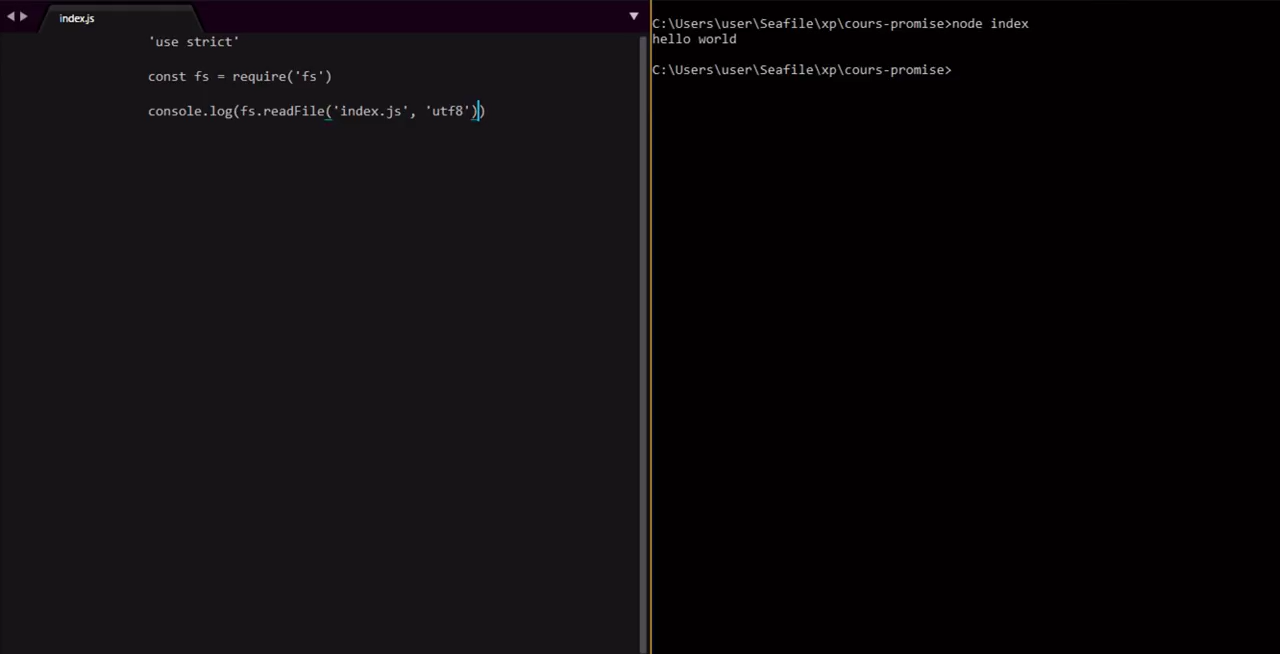 index.js
'use strict'
const fs = require('fs')
console.log(fs.readFile('index.js', 'utf8'))
C:\Users\user\Seafile\xp\cours-promise>node index
hello world
C:\Users\user\Seafile\xp\cours-promise>